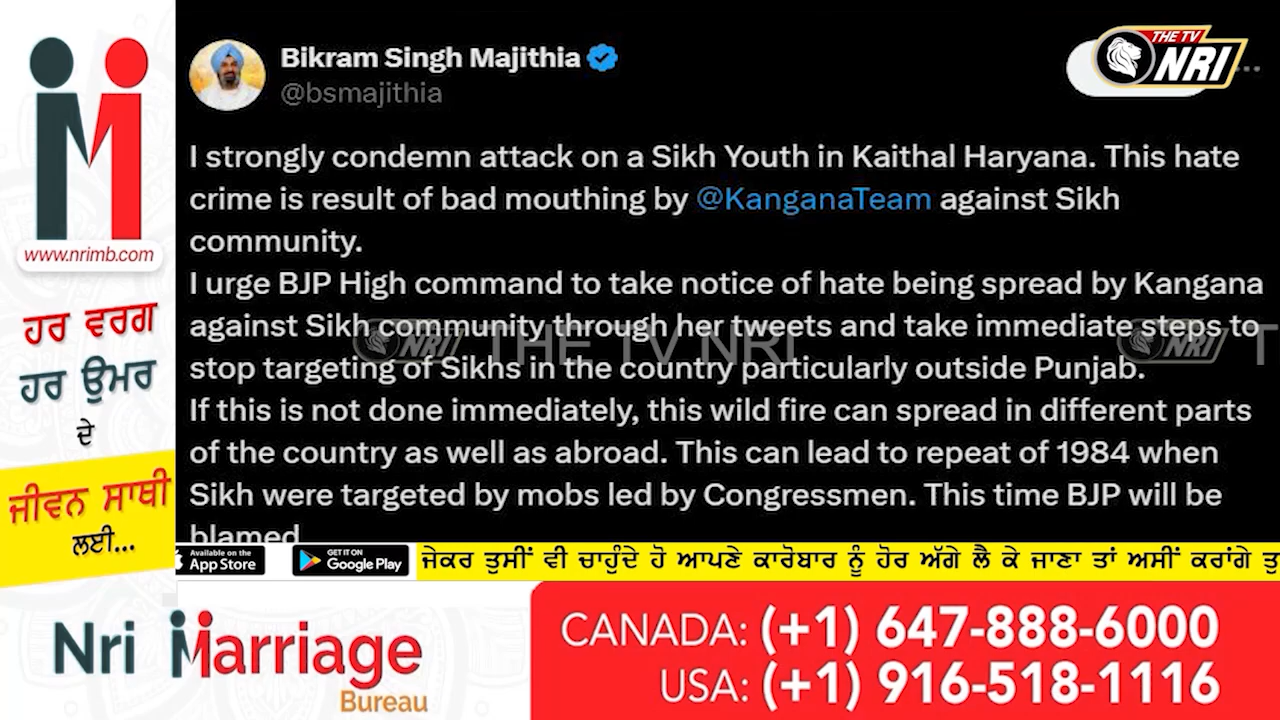 Bikram Singh Majithia
@bsmajithia
THE TV
NRI
I strongly condemn attack on a Sikh Youth in Kaithal Haryana. This hate
crime is result of bad mouthing by @KanganaTeam against Sikh
community.
I urge BJP High command to take notice of hate being spread by Kangana
against Sikh community through her tweets and take immediate steps to
stop targeting of Sikhs in the country particularly outside Punjab.
If this is not done immediately, this wild fire can spread in different parts
of the country as well as abroad. This can lead to repeat of 1984 when
Sikh were targeted by mobs led by Congressmen. This time BJP will be
blamed
NRI THE TV NRI
NRI T
www.nrimb.com
ਹਰ ਵਰਗ
ਹਰ ਉਮਰ
ਦੇ
ਜੀਵਨ ਸਾਥੀ
ਲਈ...
Available on the
App Store
GET IT ON
Google Play
ਜੇਕਰ ਤੁਸੀਂ ਵੀ ਚਾਹੁੰਦੇ ਹੋ ਆਪਣੇ ਕਾਰੋਬਾਰ ਨੂੰ ਹੋਰ ਅੱਗੇ ਲੈ ਕੇ ਜਾਣਾ ਤਾਂ ਅਸੀਂ ਕਰਾਂਗੇ ਤੁ
Nri Marriage
Bureau
CANADA: (+1) 647-888-6000
USA: (+1) 916-518-1116